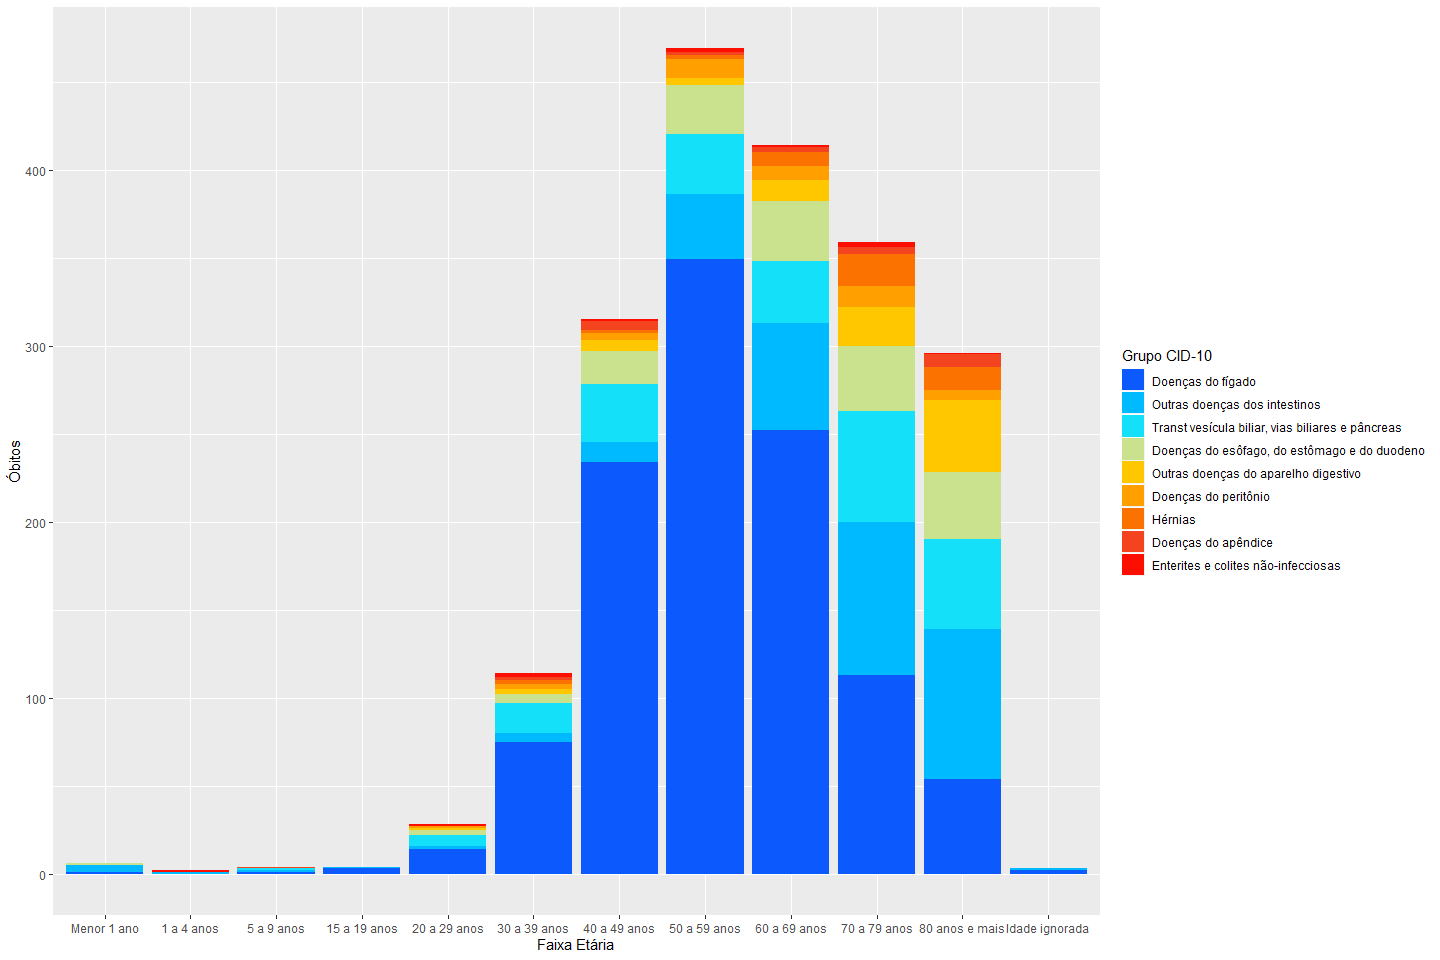 Óbitos
400
300
200
100
0
Menor 1 ano
1 a 4 anos
5 a 9 anos
15 a 19 anos
20 a 29 anos
30 a 39 anos
40 a 49 anos
50 a 59 anos
60 a 69 anos
70 a 79 anos
80 anos e mais
Idade ignorada
Faixa Etária
Grupo CID-10
Doenças do fígado
Outras doenças dos intestinos
Transt vesícula biliar, vias biliares e pâncreas
Doenças do esôfago, do estômago e do duodeno
Outras doenças do aparelho digestivo
Doenças do peritônio
Hérnias
Doenças do apêndice
Enterites e colites não-infecciosas